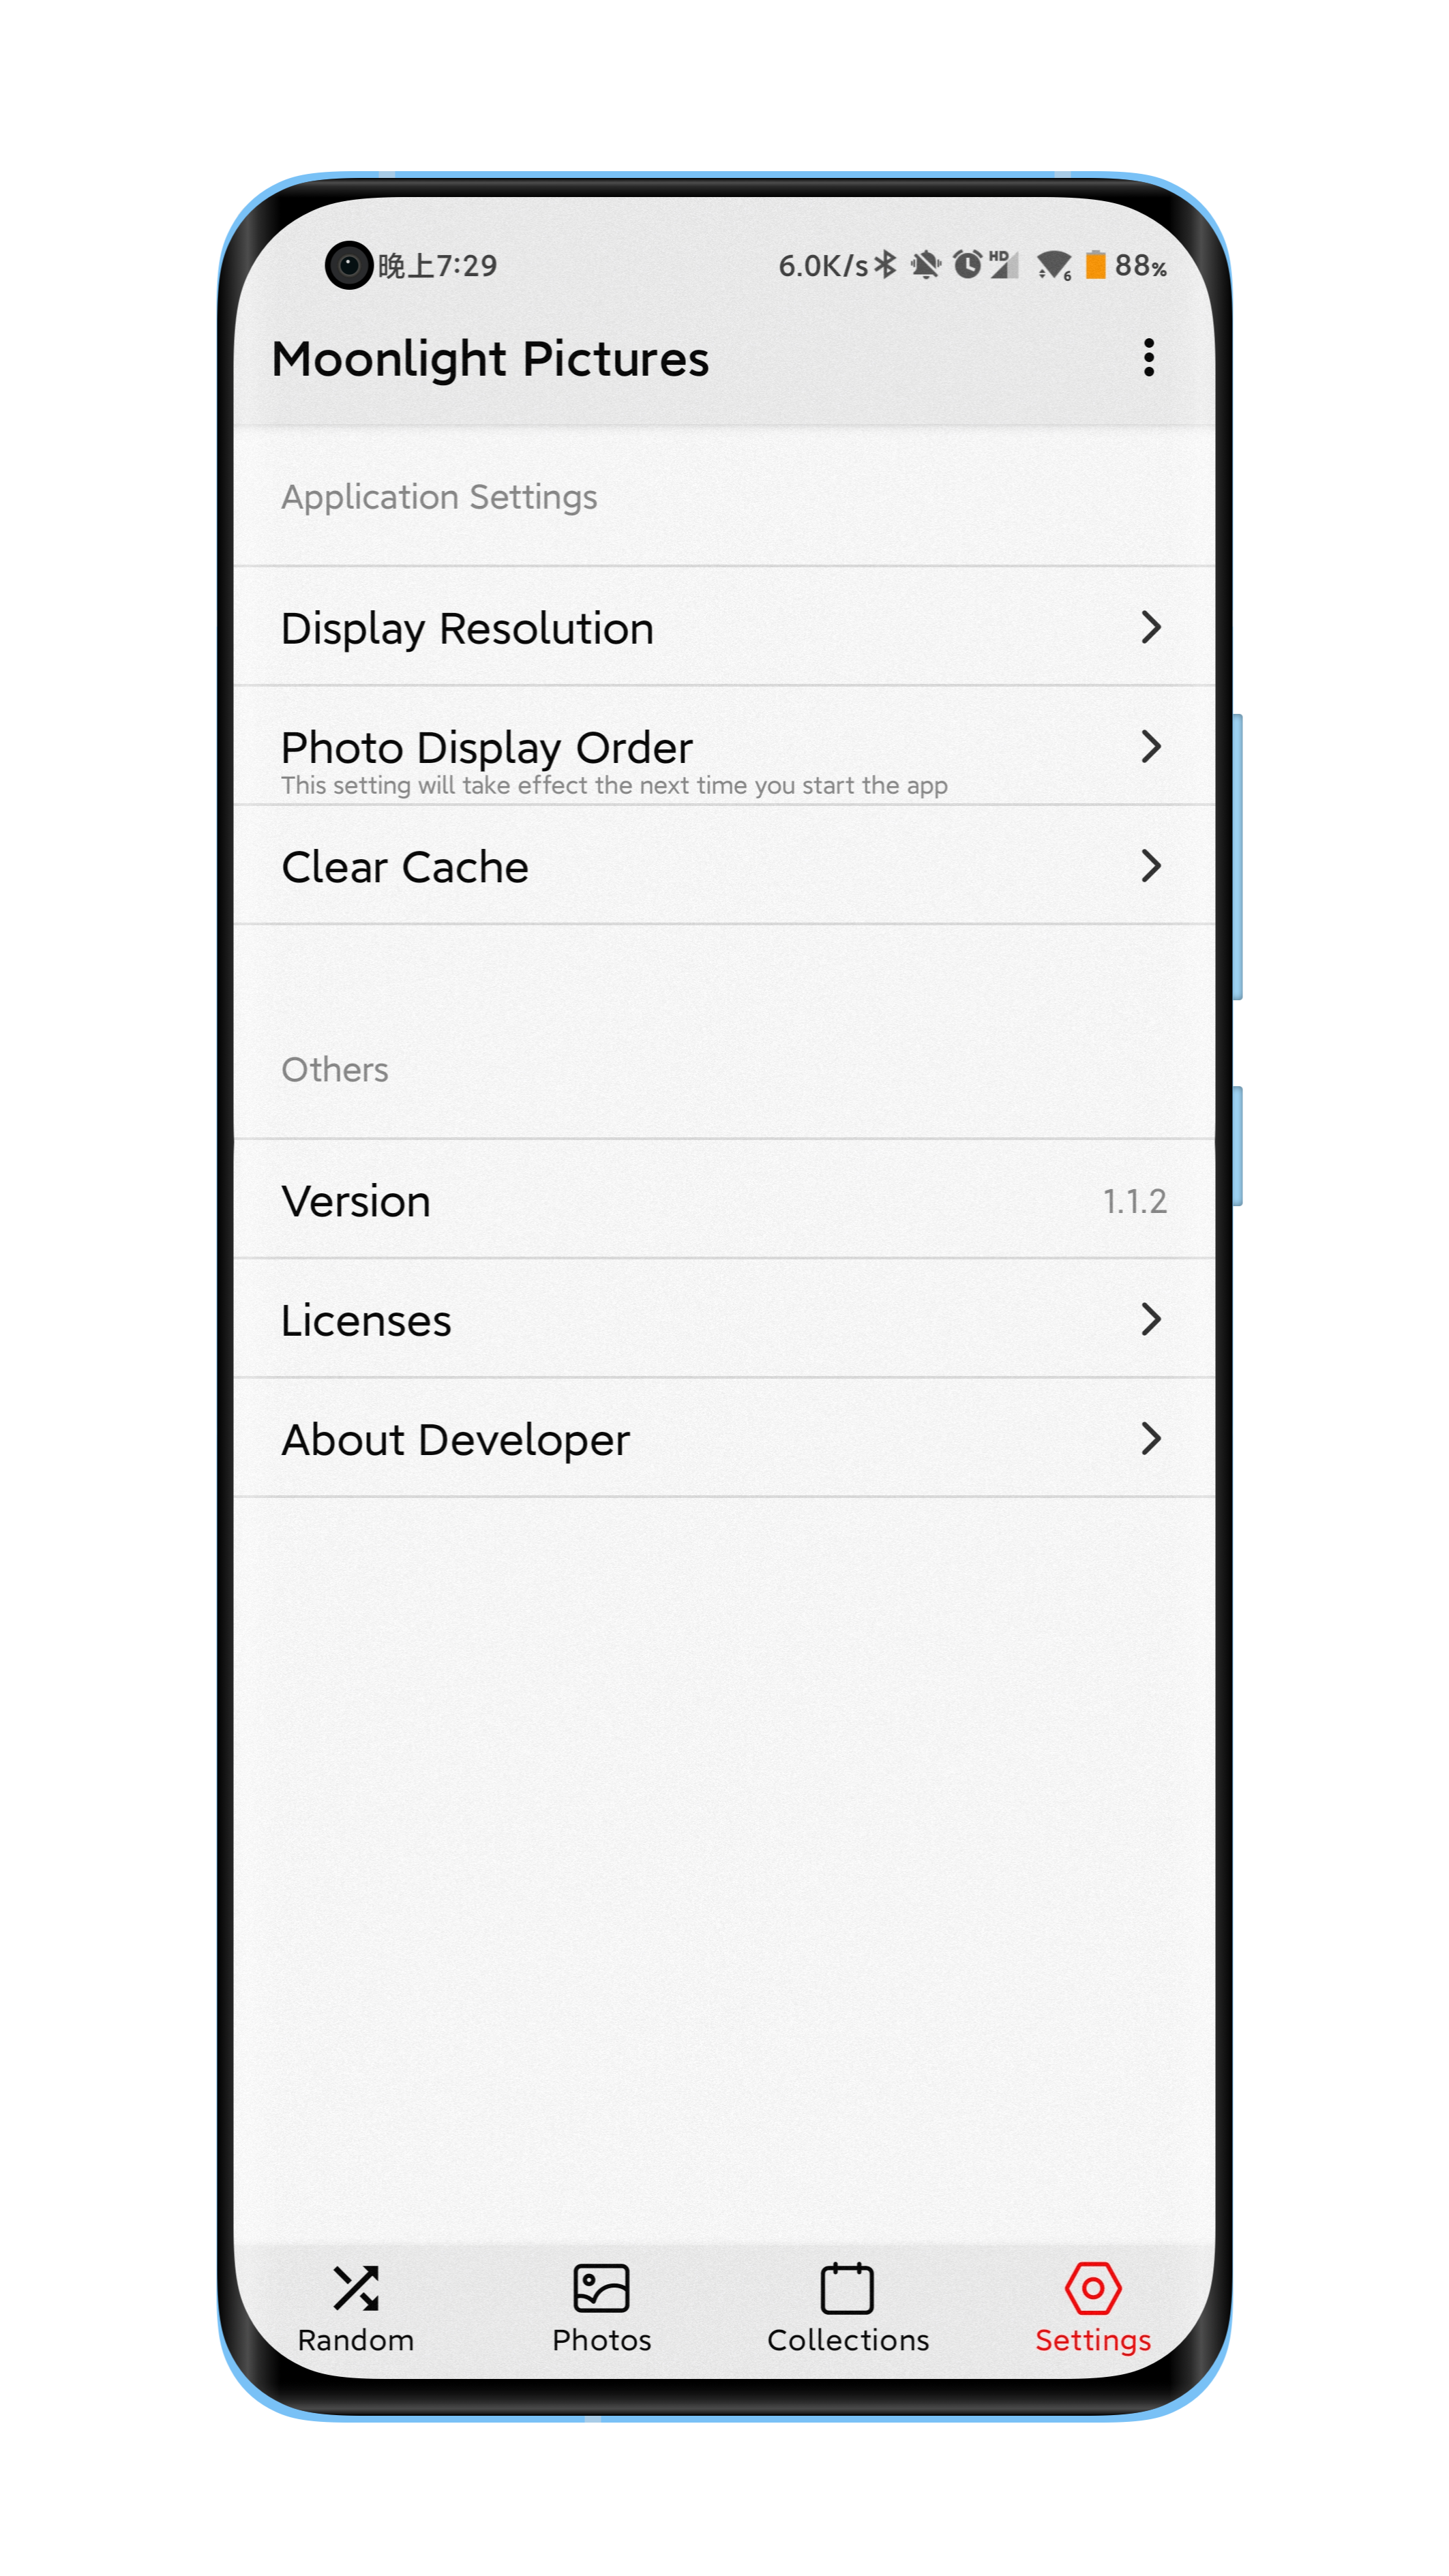 晚上7:29 6.0K/s HD 6 88%
Moonlight Pictures
Application Settings
Display Resolution
Photo Display Order
This setting will take effect the next time you start the app
Clear Cache
Others
Version 1.1.2
Licenses
About Developer
Random Photos Collections Settings